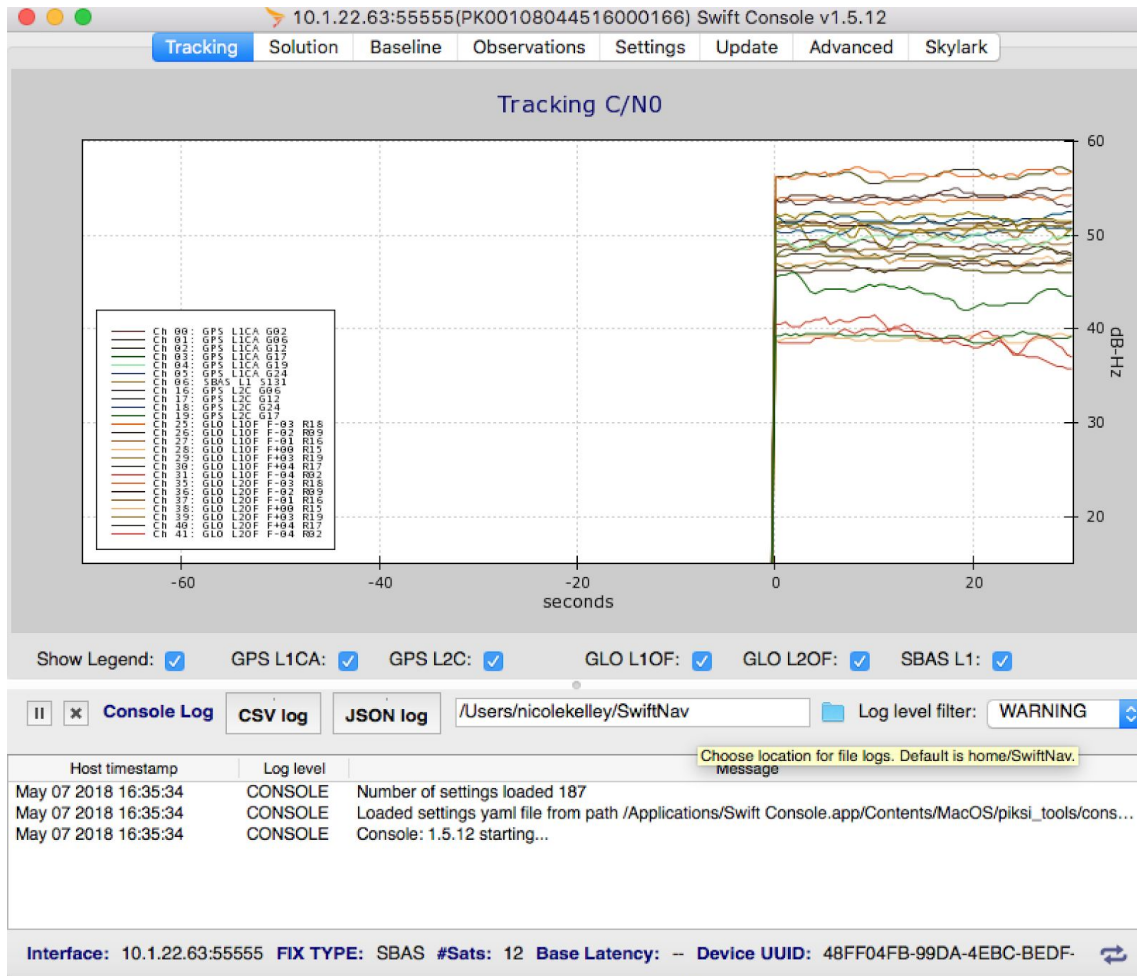 10.1.22.63:55555(PK00108044516000166) Swift Console v1.5.12
Tracking Solution Baseline Observations Settings Update Advanced Skylark
Tracking C/N0
60
50
40
30
20
dB-Hz
Ch 00: GPS L1CA G02
Ch 01: GPS L1CA G06
Ch 02: GPS L1CA G12
Ch 03: GPS L1CA G17
Ch 04: GPS L1CA G19
Ch 05: GPS L1CA G24
Ch 06: SBAS L1 S131
Ch 16: GPS L2C G06
Ch 17: GPS L2C G12
Ch 18: GPS L2C G24
Ch 19: GPS L2C G17
Ch 25: GLO L1OF F-03 R18
Ch 26: GLO L1OF F-02 R09
Ch 27: GLO L1OF F-01 R16
Ch 28: GLO L1OF F+00 R15
Ch 29: GLO L1OF F+03 R19
Ch 30: GLO L1OF F+04 R17
Ch 31: GLO L1OF F-04 R02
Ch 35: GLO L2OF F-03 R18
Ch 36: GLO L2OF F-02 R09
Ch 37: GLO L2OF F-01 R16
Ch 38: GLO L2OF F+00 R15
Ch 39: GLO L2OF F+03 R19
Ch 40: GLO L2OF F+04 R17
Ch 41: GLO L2OF F-04 R02
-60 -40 -20 0 20
seconds
Show Legend: GPS L1CA: GPS L2C: GLO L1OF: GLO L2OF: SBAS L1:
Console Log CSV log JSON log /Users/nicolekelley/SwiftNav Log level filter: WARNING
Choose location for file logs. Default is home/SwiftNav.
Host timestamp Log level Message
May 07 2018 16:35:34 CONSOLE Number of settings loaded 187
May 07 2018 16:35:34 CONSOLE Loaded settings yaml file from path /Applications/Swift Console.app/Contents/MacOS/piksi_tools/cons...
May 07 2018 16:35:34 CONSOLE Console: 1.5.12 starting...
Interface: 10.1.22.63:55555 FIX TYPE: SBAS #Sats: 12 Base Latency: -- Device UUID: 48FF04FB-99DA-4EBC-BEDF-